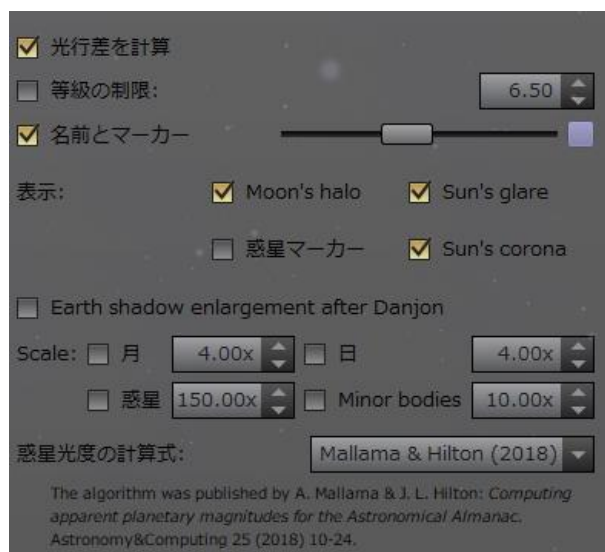 光行差を計算
等級の制限: 6.50
名前とマーカー
表示: Moon's halo Sun's glare
惑星マーカー Sun's corona
Earth shadow enlargement after Danjon
Scale: 月 4.00x 日 4.00x
惑星 150.00x Minor bodies 10.00x
惑星光度の計算式: Mallama & Hilton (2018)
The algorithm was published by A. Mallama & J. L. Hilton: Computing
apparent planetary magnitudes for the Astronomical Almanac.
Astronomy&Computing 25 (2018) 10-24.